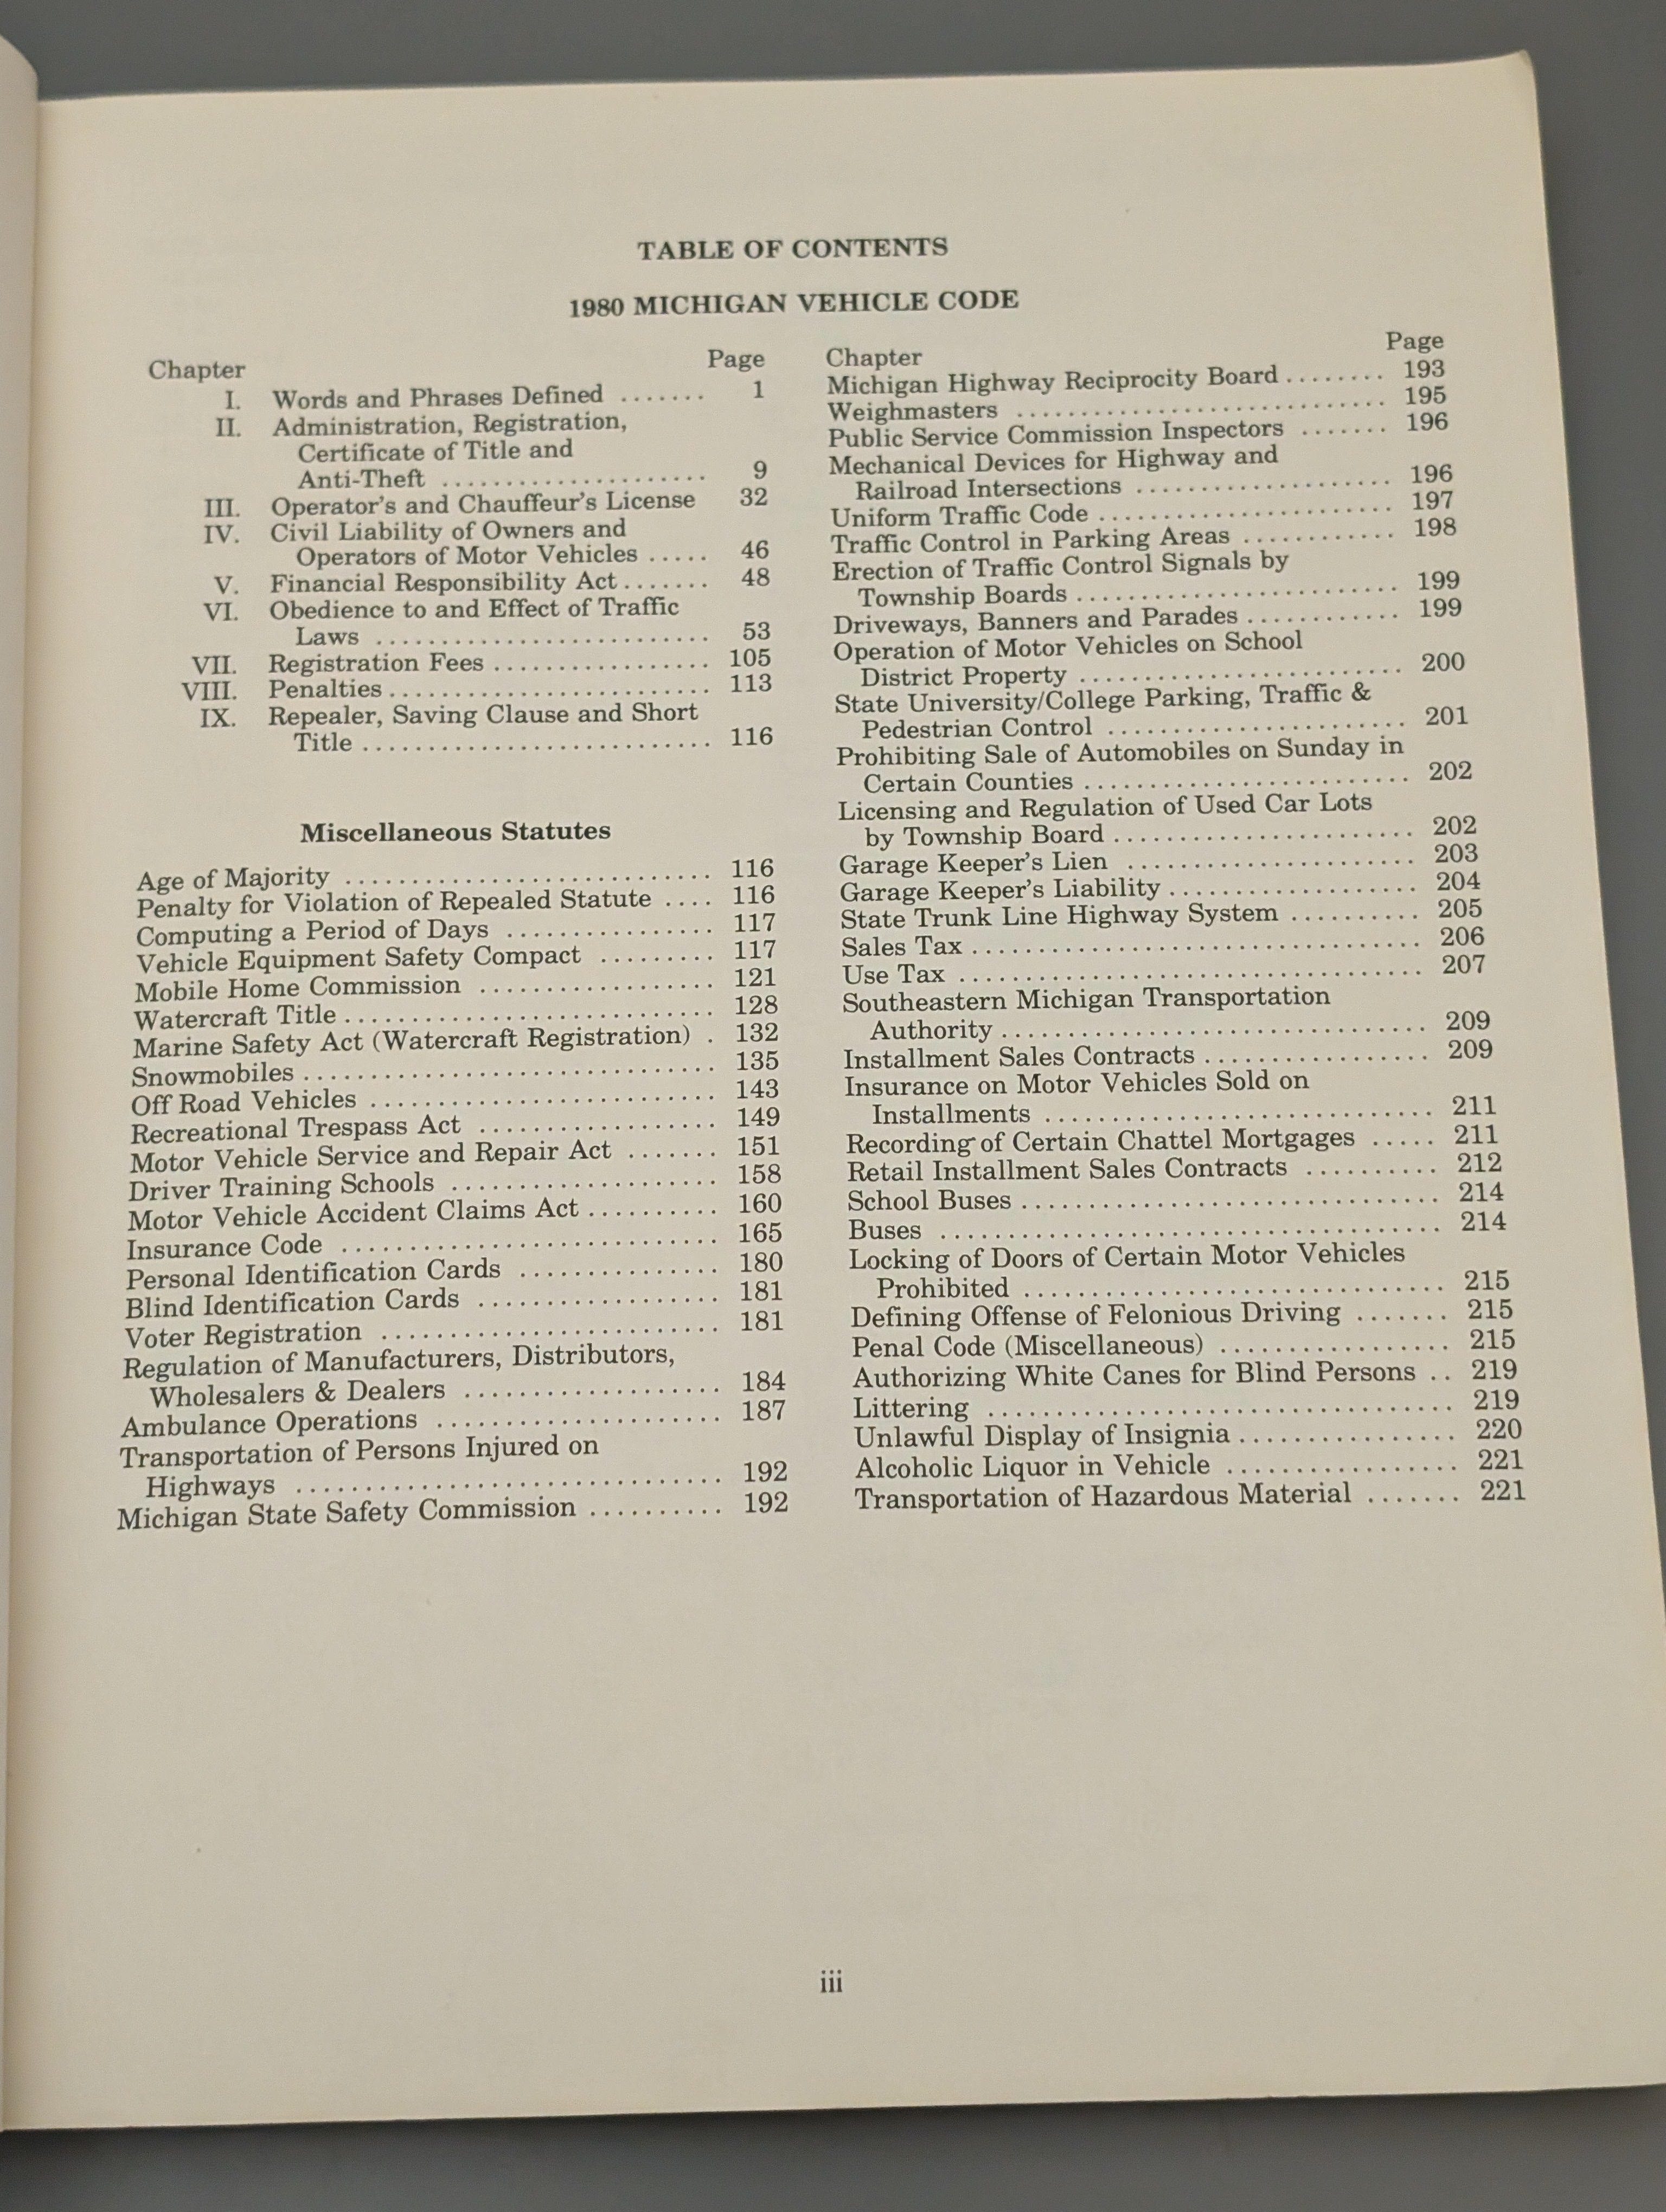 TABLE OF CONTENTS
1980 MICHIGAN VEHICLE CODE
Chapter Page
I. Words and Phrases Defined ....... 1
II. Administration, Registration,
Certificate of Title and
Anti-Theft .................... 9
III. Operator's and Chauffeur's License 32
IV. Civil Liability of Owners and
Operators of Motor Vehicles ..... 46
V. Financial Responsibility Act ....... 48
VI. Obedience to and Effect of Traffic
Laws ......................... 53
VII. Registration Fees ................ 105
VIII. Penalties ........................ 113
IX. Repealer, Saving Clause and Short
Title .......................... 116
Miscellaneous Statutes
Age of Majority ............................ 116
Penalty for Violation of Repealed Statute .... 116
Computing a Period of Days ................ 117
Vehicle Equipment Safety Compact ......... 117
Mobile Home Commission .................. 121
Watercraft Title ............................ 128
Marine Safety Act (Watercraft Registration) . 132
Snowmobiles ............................... 135
Off Road Vehicles .......................... 143
Recreational Trespass Act .................. 149
Motor Vehicle Service and Repair Act ....... 151
Driver Training Schools .................... 158
Motor Vehicle Accident Claims Act .......... 160
Insurance Code ............................ 165
Personal Identification Cards ............... 180
Blind Identification Cards .................. 181
Voter Registration ......................... 181
Regulation of Manufacturers, Distributors,
Wholesalers & Dealers ................... 184
Ambulance Operations ..................... 187
Transportation of Persons Injured on
Highways ................................ 192
Michigan State Safety Commission .......... 192
Chapter Page
Michigan Highway Reciprocity Board ........ 193
Weighmasters ............................ 195
Public Service Commission Inspectors ....... 196
Mechanical Devices for Highway and
Railroad Intersections ................... 196
Uniform Traffic Code ...................... 197
Traffic Control in Parking Areas ............ 198
Erection of Traffic Control Signals by
Township Boards ........................ 199
Driveways, Banners and Parades ............ 199
Operation of Motor Vehicles on School
District Property ........................ 200
State University/College Parking, Traffic &
Pedestrian Control ...................... 201
Prohibiting Sale of Automobiles on Sunday in
Certain Counties ........................ 202
Licensing and Regulation of Used Car Lots
by Township Board ...................... 202
Garage Keeper's Lien ...................... 203
Garage Keeper's Liability ................... 204
State Trunk Line Highway System .......... 205
Sales Tax ................................. 206
Use Tax .................................. 207
Southeastern Michigan Transportation
Authority ............................... 209
Installment Sales Contracts ................. 209
Insurance on Motor Vehicles Sold on
Installments ............................. 211
Recording of Certain Chattel Mortgages ..... 211
Retail Installment Sales Contracts .......... 212
School Buses ............................... 214
Buses ..................................... 214
Locking of Doors of Certain Motor Vehicles
Prohibited ............................... 215
Defining Offense of Felonious Driving ....... 215
Penal Code (Miscellaneous) ................. 215
Authorizing White Canes for Blind Persons .. 219
Littering .................................. 219
Unlawful Display of Insignia ................ 220
Alcoholic Liquor in Vehicle ................. 221
Transportation of Hazardous Material ....... 221
iii